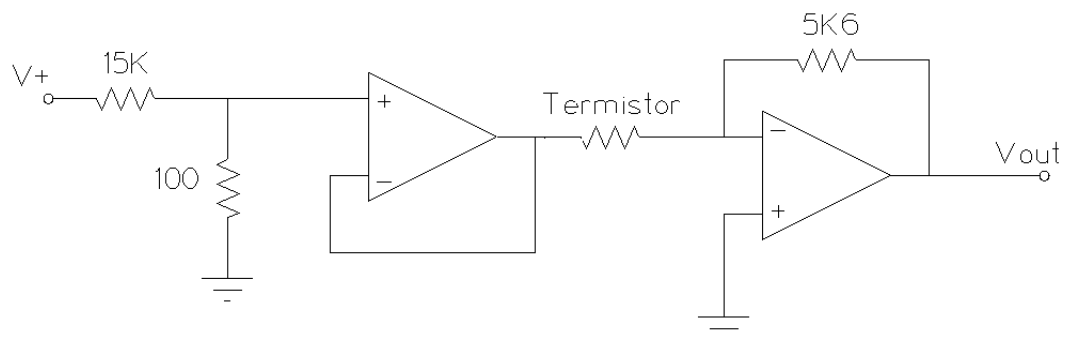 5K6
V+
15K
Termistor
+
−
100
−
+
Vout